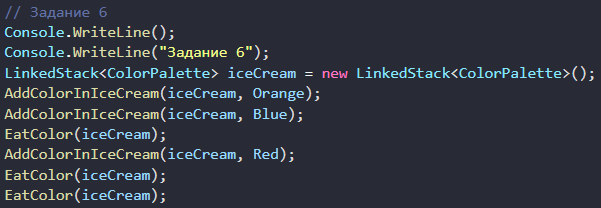 // Задание 6
Console.WriteLine();
Console.WriteLine("Задание 6");
LinkedStack<ColorPalette> iceCream = new LinkedStack<ColorPalette>();
AddColorInIceCream(iceCream, Orange);
AddColorInIceCream(iceCream, Blue);
EatColor(iceCream);
AddColorInIceCream(iceCream, Red);
EatColor(iceCream);
EatColor(iceCream);